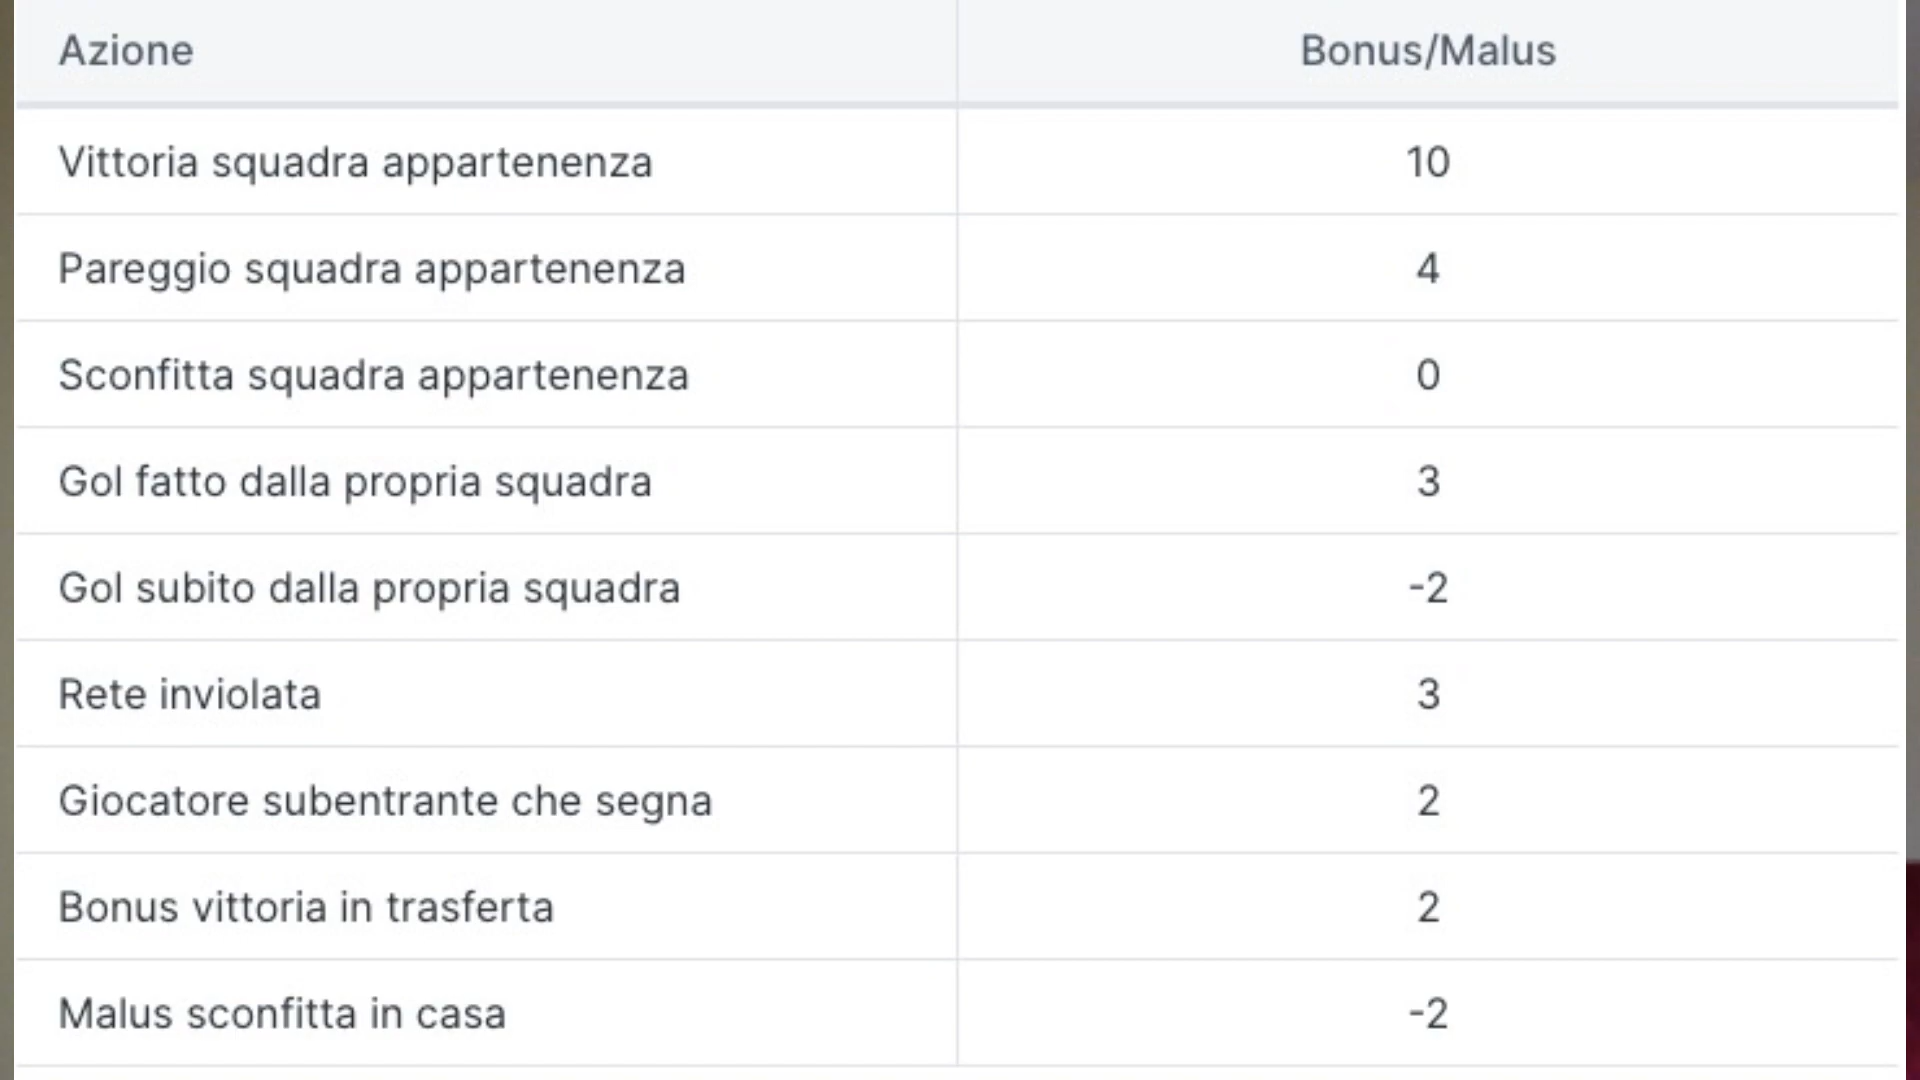 Azione Bonus/Malus
Vittoria squadra appartenenza 10
Pareggio squadra appartenenza 4
Sconfitta squadra appartenenza 0
Gol fatto dalla propria squadra 3
Gol subito dalla propria squadra -2
Rete inviolata 3
Giocatore subentrante che segna 2
Bonus vittoria in trasferta 2
Malus sconfitta in casa -2